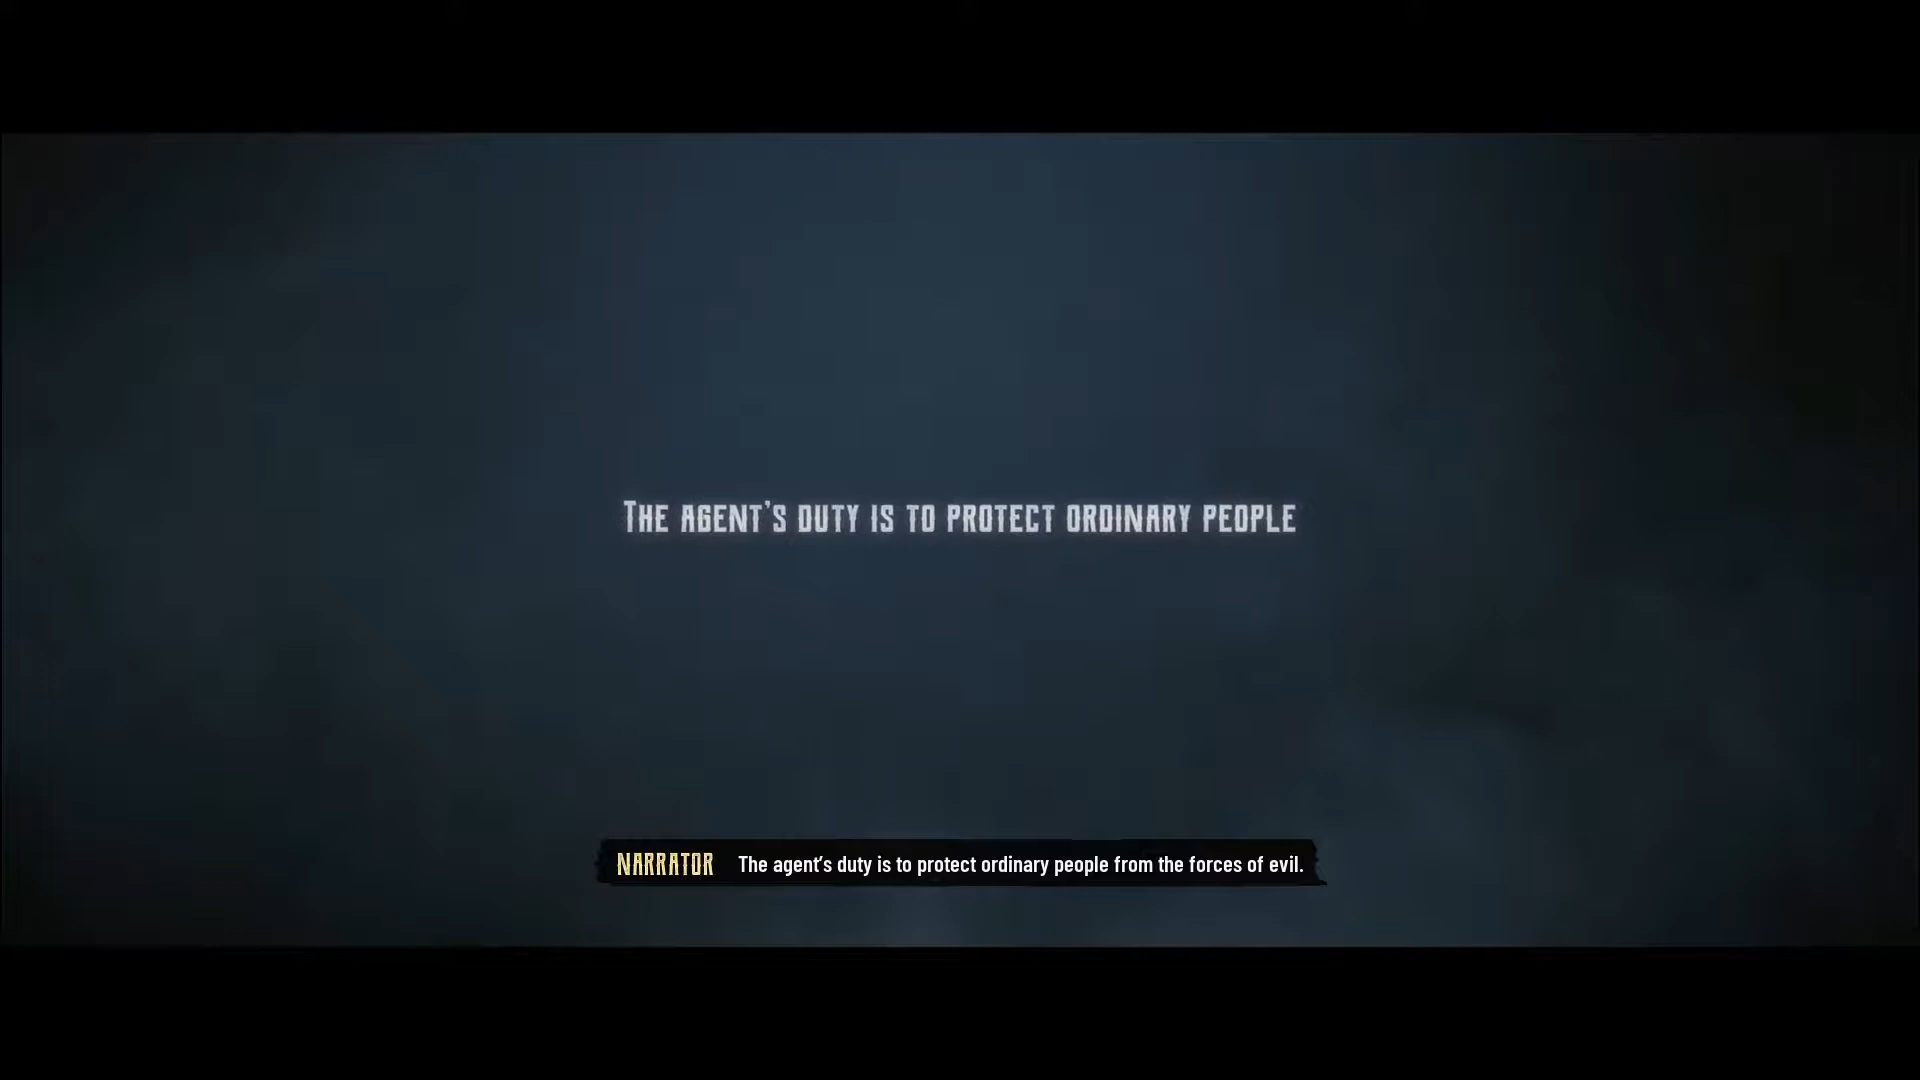 THE AGENT'S DUTY IS TO PROTECT ORDINARY PEOPLE
NARRATOR The agent's duty is to protect ordinary people from the forces of evil.